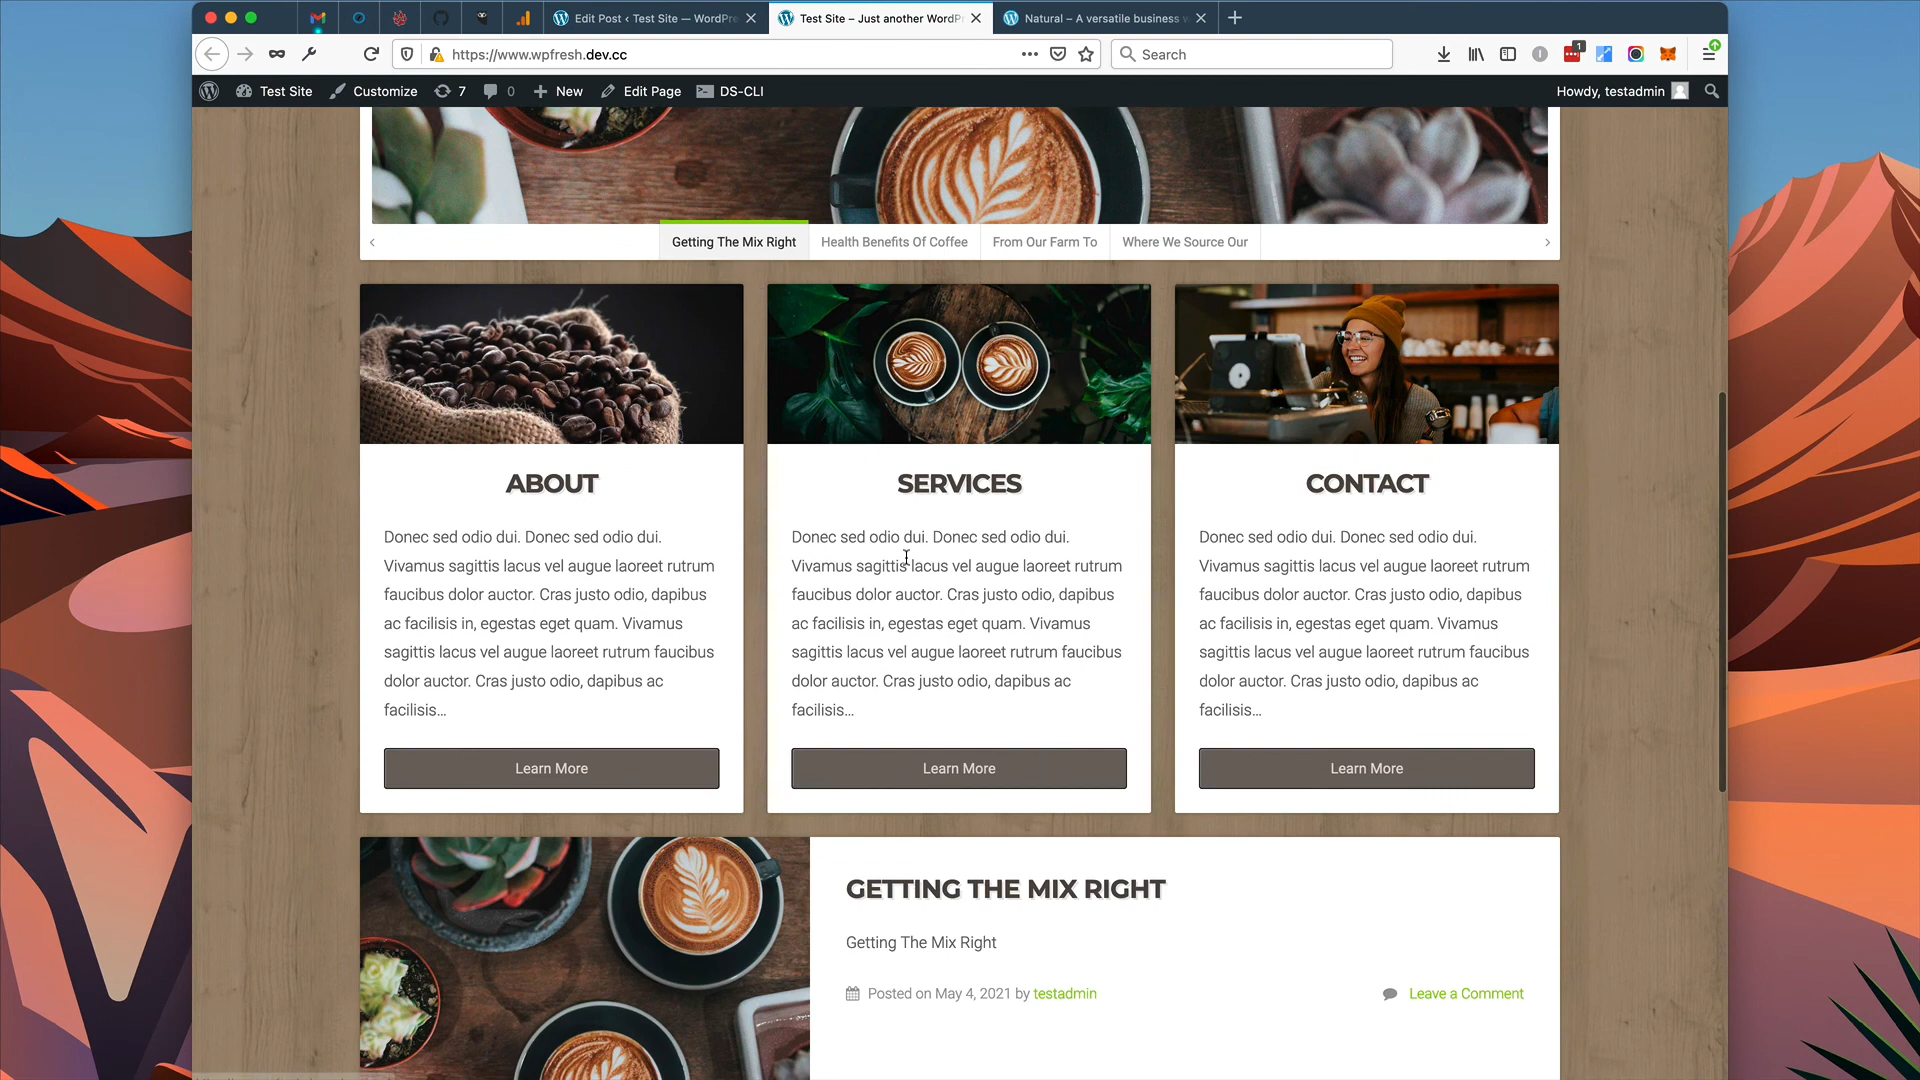 Edit Post ‹ Test Site — WordPre
Test Site – Just another WordP
Natural – A versatile business w
https://www.wpfresh.dev.cc
Search
1
Test Site
Customize
7
0
New
Edit Page
DS-CLI
Howdy, testadmin
Getting The Mix Right
Health Benefits Of Coffee
From Our Farm To
Where We Source Our
ABOUT
Donec sed odio dui. Donec sed odio dui.
Vivamus sagittis lacus vel augue laoreet rutrum
faucibus dolor auctor. Cras justo odio, dapibus
ac facilisis in, egestas eget quam. Vivamus
sagittis lacus vel augue laoreet rutrum faucibus
dolor auctor. Cras justo odio, dapibus ac
facilisis...
Learn More
SERVICES
Donec sed odio dui. Donec sed odio dui.
Vivamus sagittis lacus vel augue laoreet rutrum
faucibus dolor auctor. Cras justo odio, dapibus
ac facilisis in, egestas eget quam. Vivamus
sagittis lacus vel augue laoreet rutrum faucibus
dolor auctor. Cras justo odio, dapibus ac
facilisis...
Learn More
CONTACT
Donec sed odio dui. Donec sed odio dui.
Vivamus sagittis lacus vel augue laoreet rutrum
faucibus dolor auctor. Cras justo odio, dapibus
ac facilisis in, egestas eget quam. Vivamus
sagittis lacus vel augue laoreet rutrum faucibus
dolor auctor. Cras justo odio, dapibus ac
facilisis...
Learn More
GETTING THE MIX RIGHT
Getting The Mix Right
Posted on May 4, 2021 by testadmin
Leave a Comment